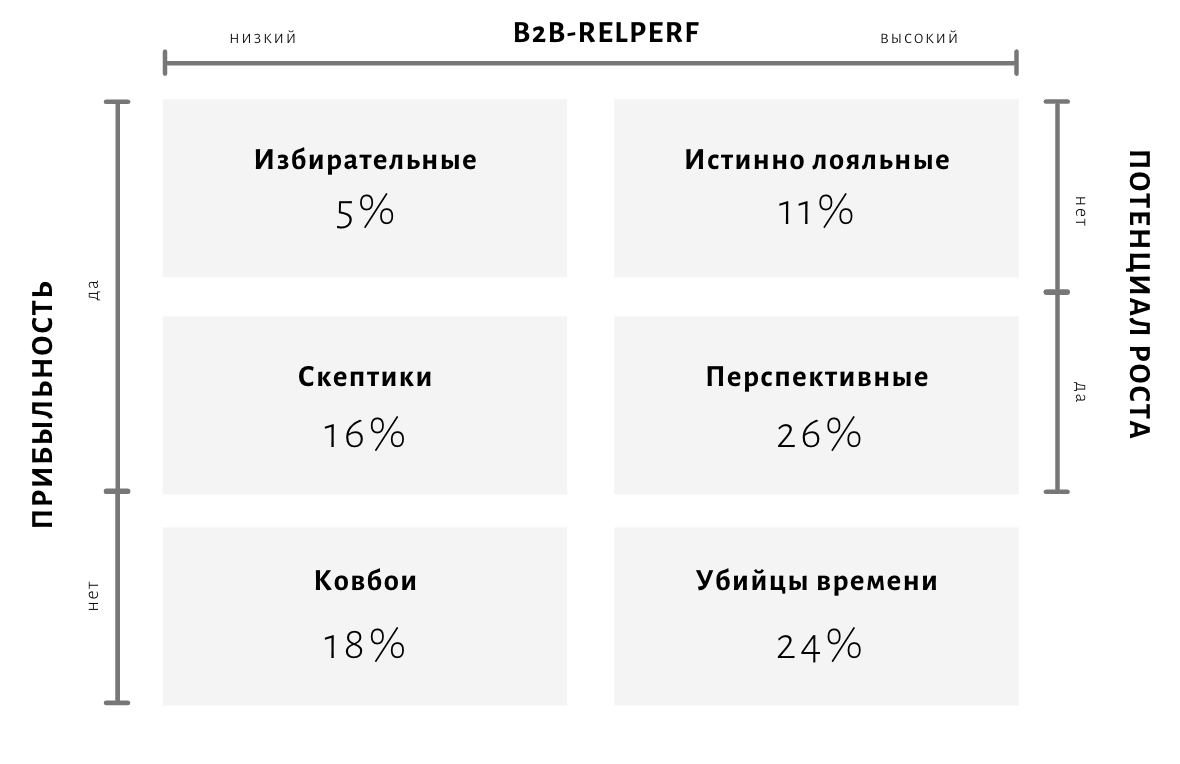 B2B-RELPERF
низкий
высокий
ПРИБЫЛЬНОСТЬ
да
нет
Избирательные
5%
Истинно лояльные
11%
Скептики
16%
Перспективные
26%
Ковбои
18%
Убийцы времени
24%
ПОТЕНЦИАЛ РОСТА
нет
да